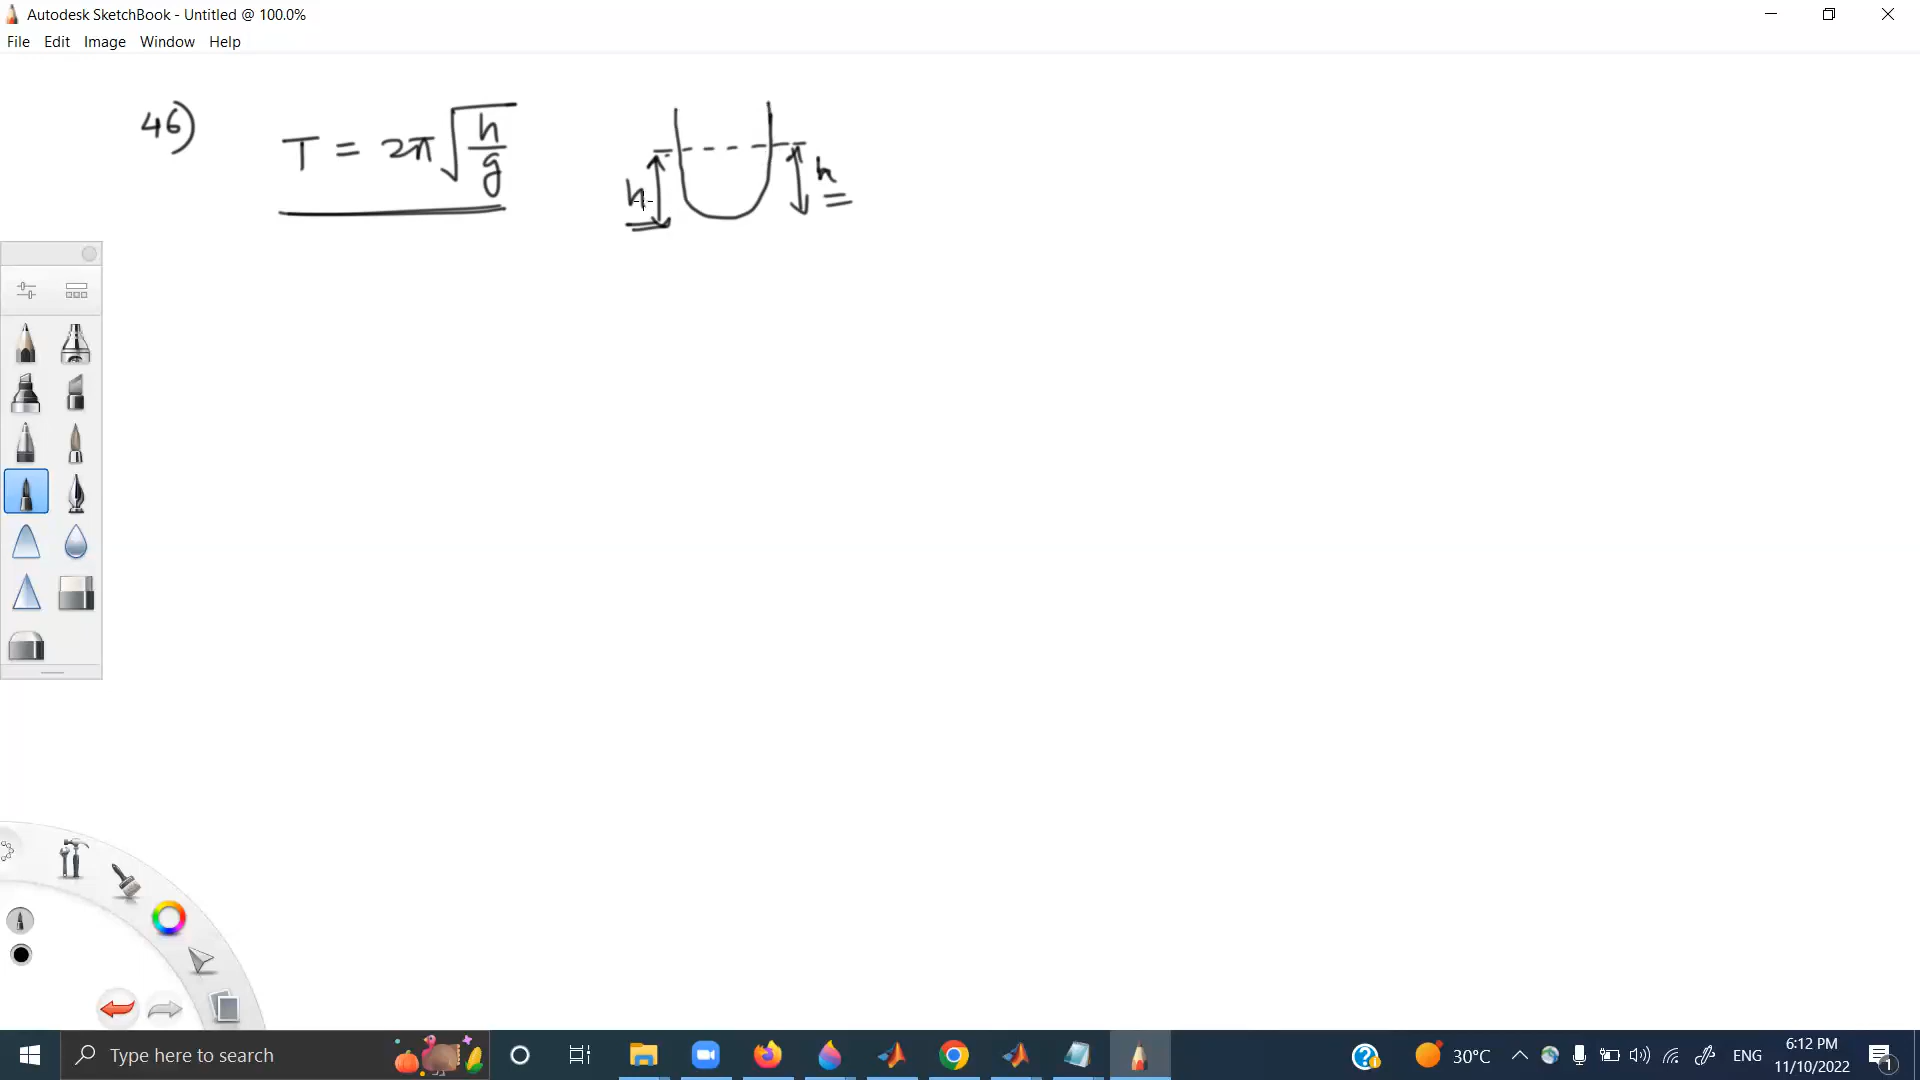 Autodesk SketchBook - Untitled @ 100.0%
File Edit Image Window Help
46)
T = 2π√(h/g)
h
h
Type here to search
30°C
ENG
6:12 PM
11/10/2022
1